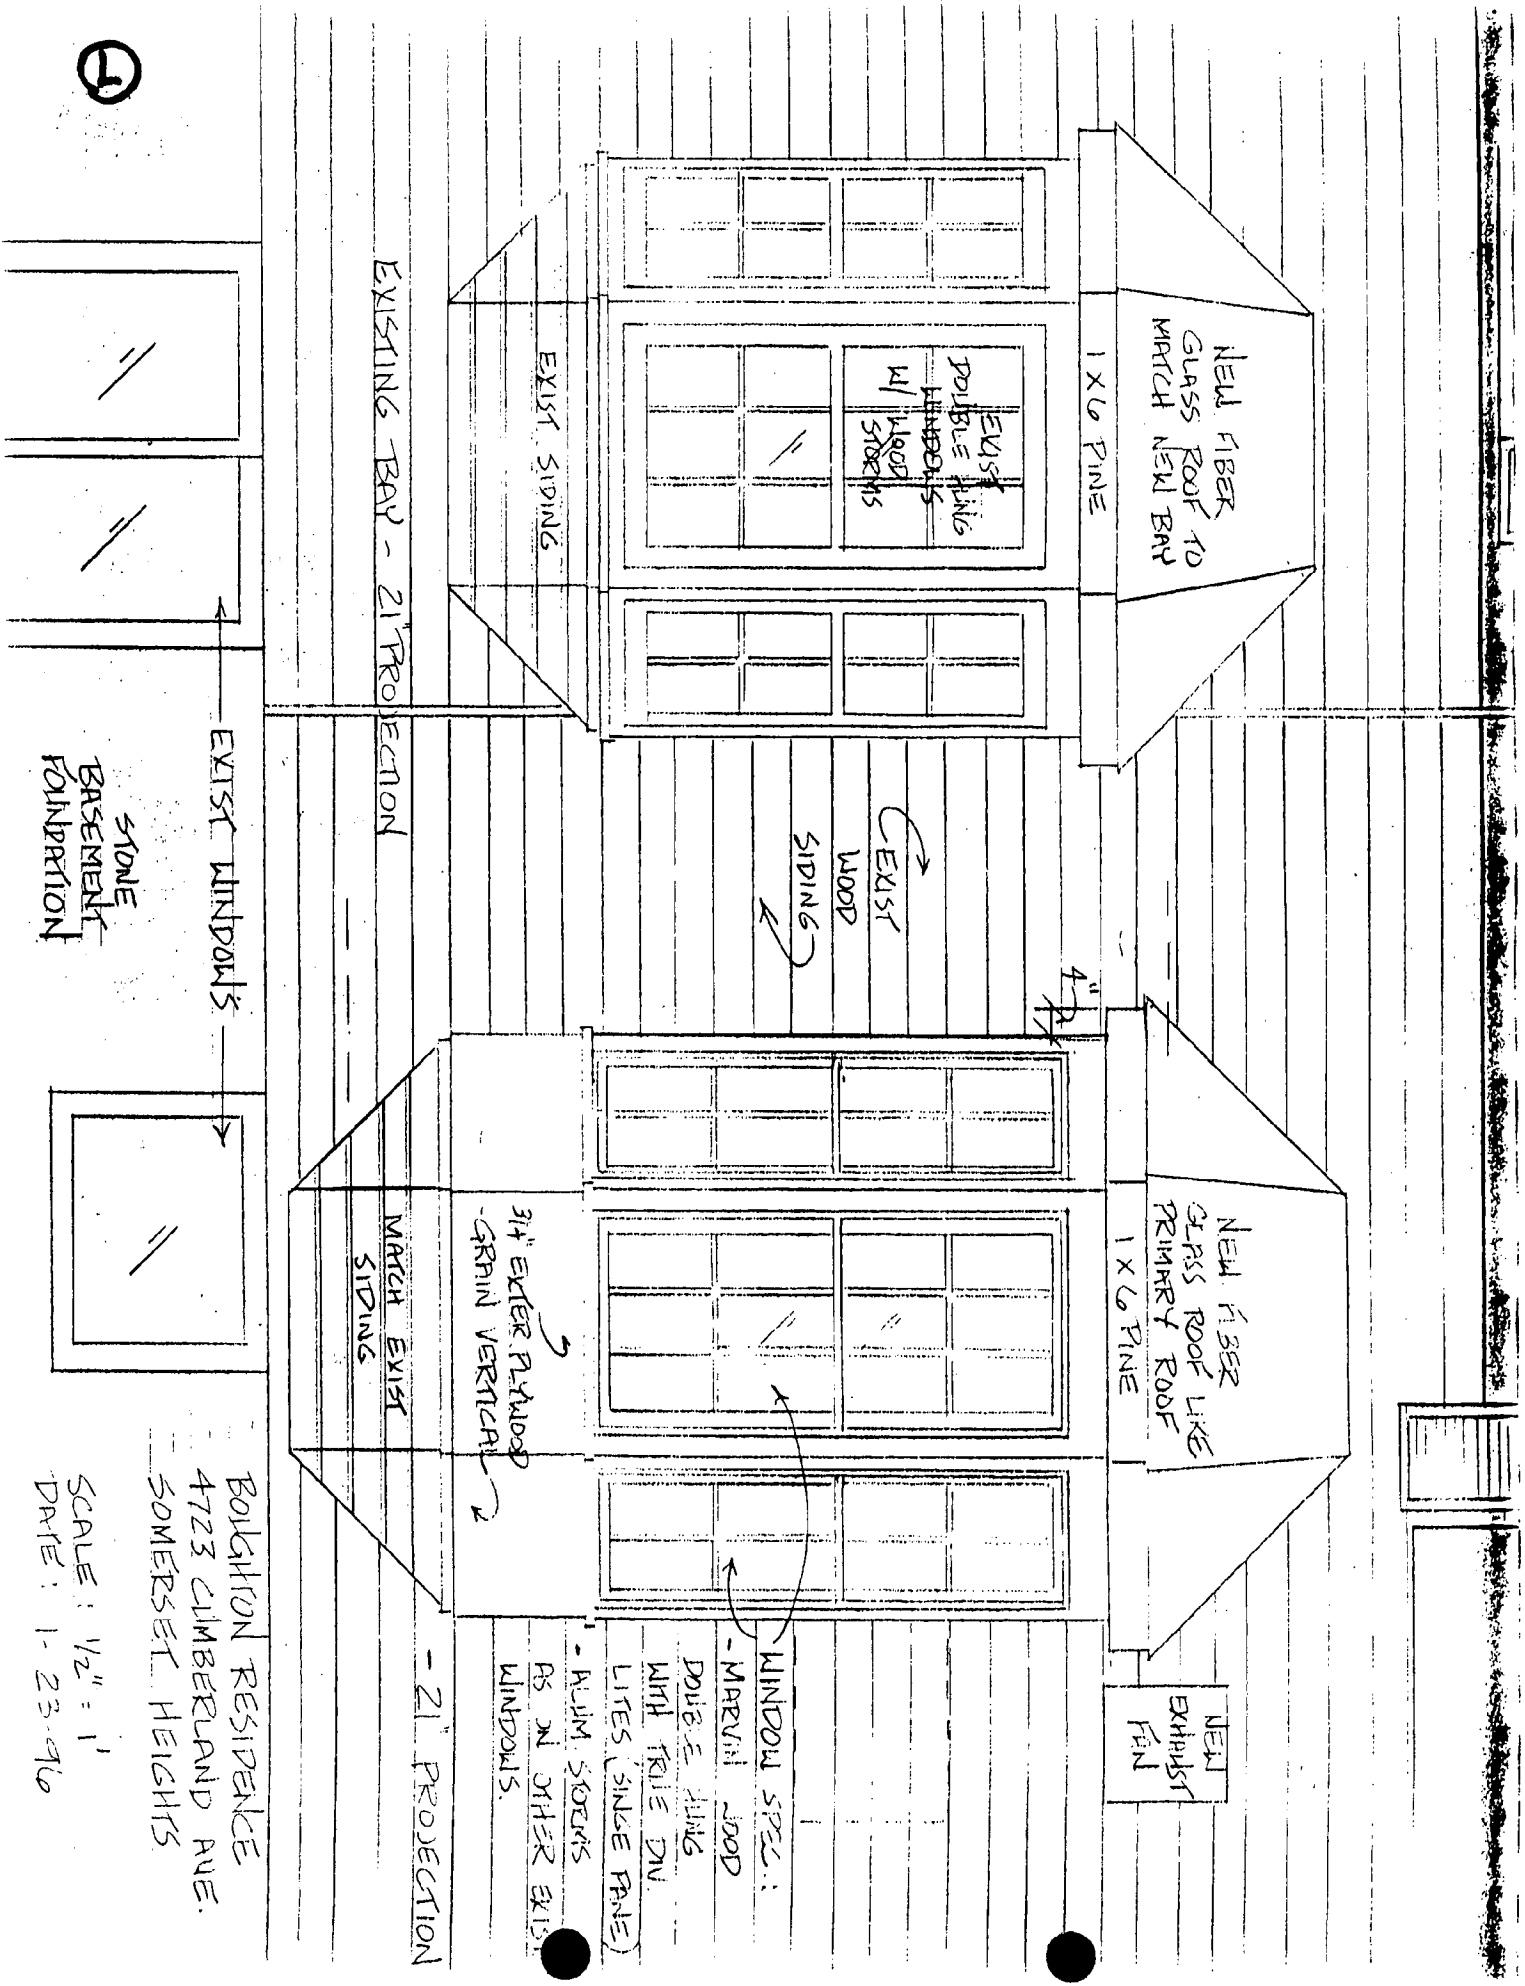 NEW FIBER
GLASS ROOF TO
MATCH NEW BAY
1 X 6 PINE
EXIST
DOUBLE HUNG
WINDOWS
W/ WOOD
STORMS
EXIST SIDING
EXISTING BAY - 21" PROJECTION
EXIST
WOOD
SIDING
4"
NEW FIBER
GLASS ROOF LIKE
PRIMARY ROOF
1 X 6 PINE
3/4" EXTER PLYWOOD
- GRAIN VERTICAL
MATCH EXIST
SIDING
NEW
EXHAUST
FAN
WINDOW SPEC.:
- MARVIN WOOD
DOUBLE HUNG
WITH TRUE DIV.
LITES (SINGLE PANE)
- ALUM STORMS
AS ON OTHER EXIST
WINDOWS.
- 21" PROJECTION
EXIST WINDOWS
STONE
BASEMENT
FOUNDATION
BOUGHTON RESIDENCE
4723 CUMBERLAND AVE.
SOMERSET HEIGHTS
SCALE: 1/2" = 1'
DATE: 1-23-96